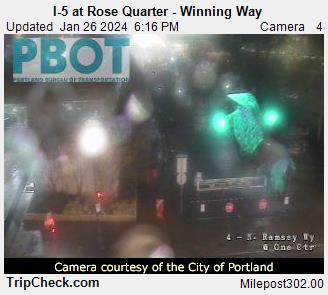 I-5 at Rose Quarter - Winning Way
Updated Jan 26 2024 6:16 PM Camera 4
PBOT
PORTLAND BUREAU OF TRANSPORTATION
4 - N. Ramsey Wy
@ One Ctr
Camera courtesy of the City of Portland
TripCheck.com Milepost302.00